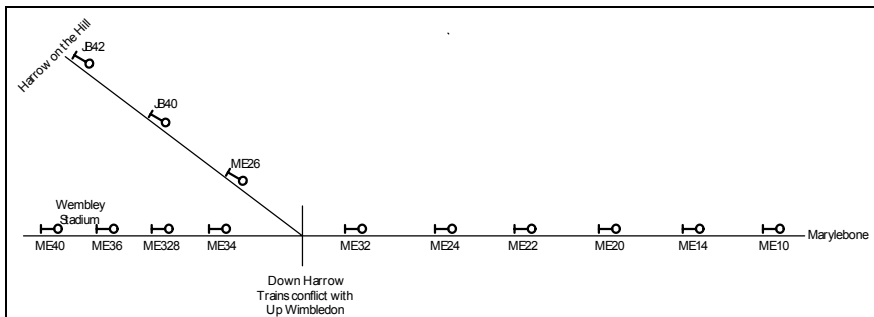 JB42
Harrow on the Hill
JB40
ME26
Wembley
Stadium
ME40
ME36
ME328
ME34
ME32
ME24
ME22
ME20
ME14
ME10
Marylebone
Down Harrow
Trains conflict with
Up Wimbledon